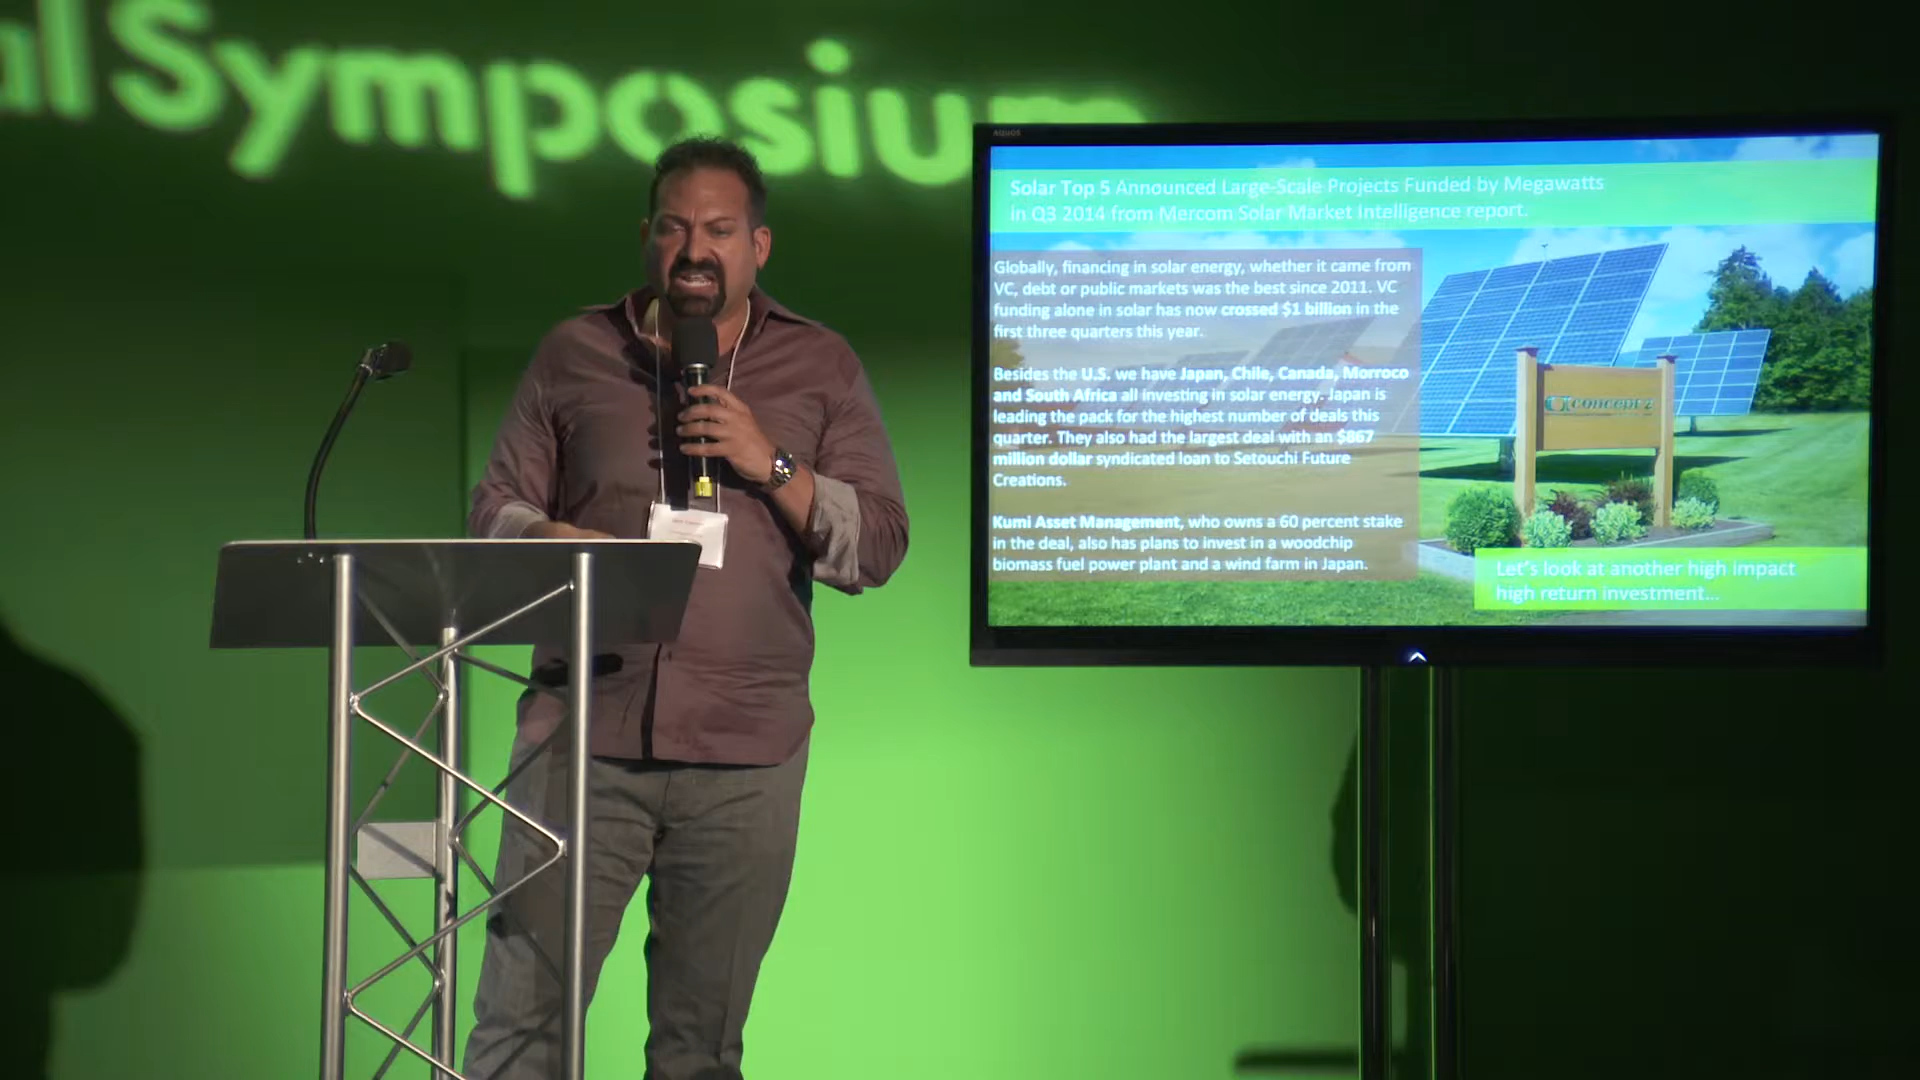 al Symposium
AQUOS
Solar Top 5 Announced Large-Scale Projects Funded by Megawatts
in Q3 2014 from Mercom Solar Market Intelligence report.
Globally, financing in solar energy, whether it came from
VC, debt or public markets was the best since 2011. VC
funding alone in solar has now crossed $1 billion in the
first three quarters this year.
Besides the U.S. we have Japan, Chile, Canada, Morroco
and South Africa all investing in solar energy. Japan is
leading the pack for the highest number of deals this
quarter. They also had the largest deal with an $867
million dollar syndicated loan to Setouchi Future
Creations.
Kumi Asset Management, who owns a 60 percent stake
in the deal, also has plans to invest in a woodchip
biomass fuel power plant and a wind farm in Japan.
concept 2
Let's look at another high impact
high return investment...